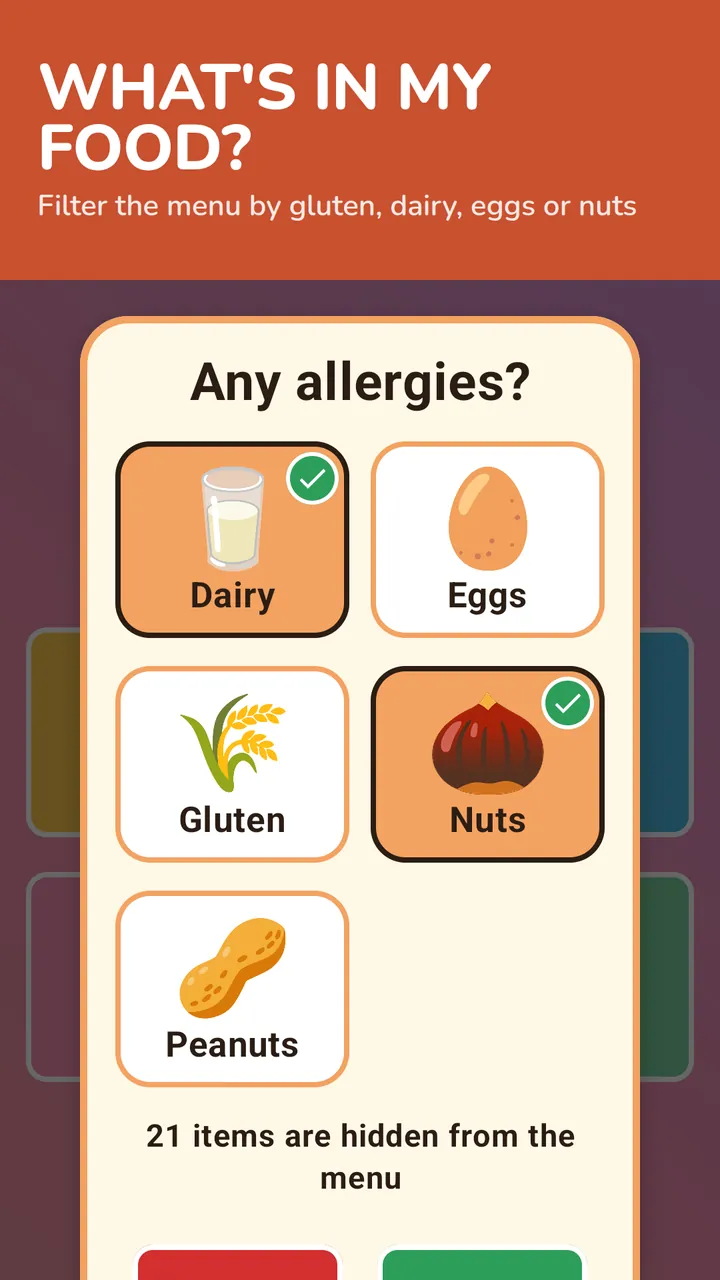 WHAT'S IN MY
FOOD?
Filter the menu by gluten, dairy, eggs or nuts
Any allergies?
Dairy
Eggs
Gluten
Nuts
Peanuts
21 items are hidden from the
menu